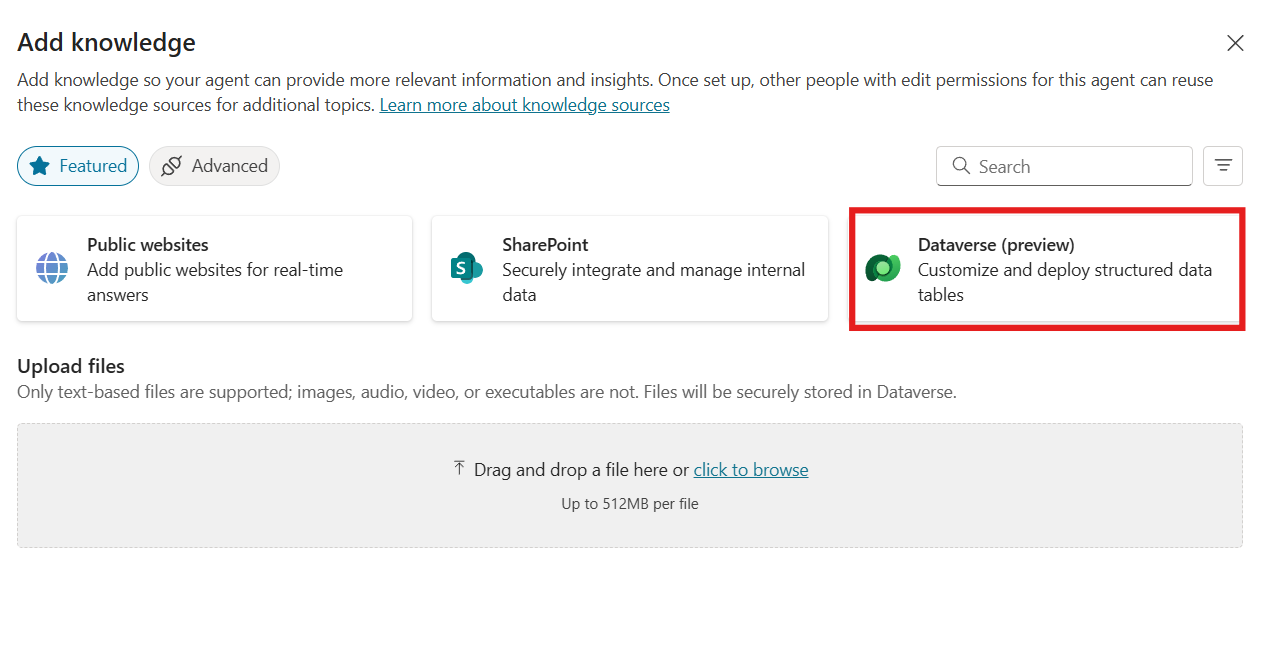 Add knowledge
Add knowledge so your agent can provide more relevant information and insights. Once set up, other people with edit permissions for this agent can reuse
these knowledge sources for additional topics. Learn more about knowledge sources
Featured
Advanced
Search
Public websites
Add public websites for real-time
answers
SharePoint
Securely integrate and manage internal
data
Dataverse (preview)
Customize and deploy structured data
tables
Upload files
Only text-based files are supported; images, audio, video, or executables are not. Files will be securely stored in Dataverse.
Drag and drop a file here or click to browse
Up to 512MB per file